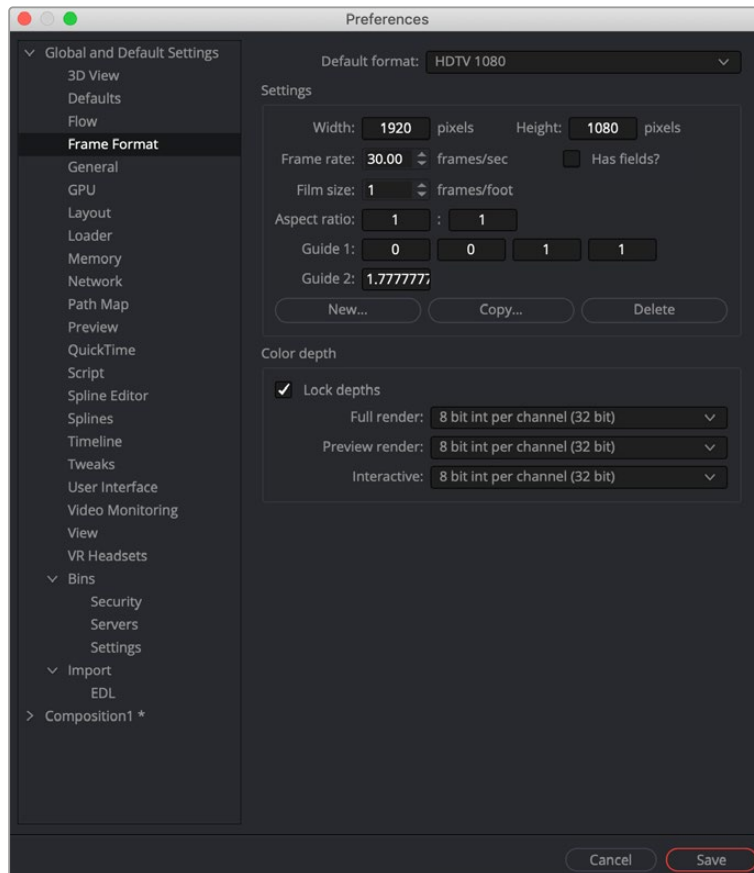 Preferences
Global and Default Settings
3D View
Defaults
Flow
Frame Format
General
GPU
Layout
Loader
Memory
Network
Path Map
Preview
QuickTime
Script
Spline Editor
Splines
Timeline
Tweaks
User Interface
Video Monitoring
View
VR Headsets
Bins
Security
Servers
Settings
Import
EDL
Composition1 *
Default format: HDTV 1080
Settings
Width: 1920 pixels Height: 1080 pixels
Frame rate: 30.00 frames/sec Has fields?
Film size: 1 frames/foot
Aspect ratio: 1 : 1
Guide 1: 0 0 1 1
Guide 2: 1.7777777
New... Copy... Delete
Color depth
Lock depths
Full render: 8 bit int per channel (32 bit)
Preview render: 8 bit int per channel (32 bit)
Interactive: 8 bit int per channel (32 bit)
Cancel Save